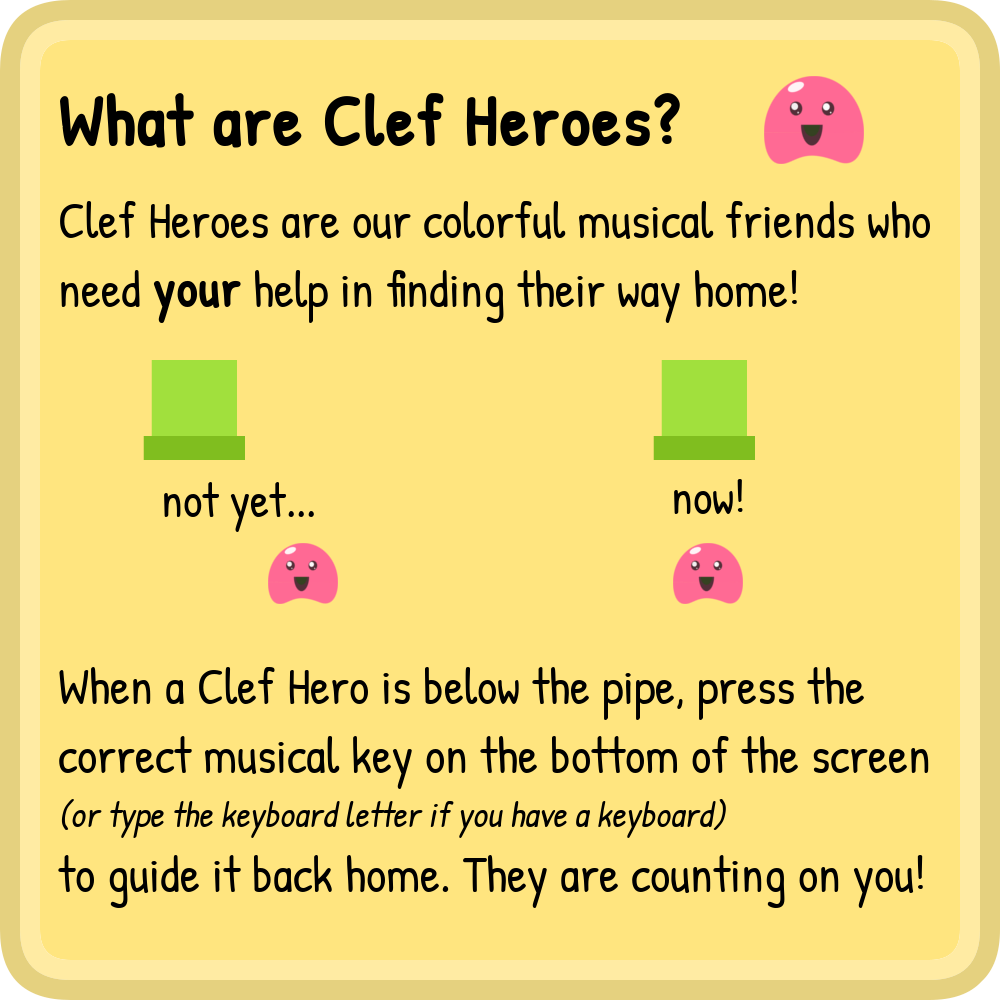 What are Clef Heroes?
Clef Heroes are our colorful musical friends who
need your help in finding their way home!
not yet...
now!
When a Clef Hero is below the pipe, press the
correct musical key on the bottom of the screen
(or type the keyboard letter if you have a keyboard)
to guide it back home. They are counting on you!